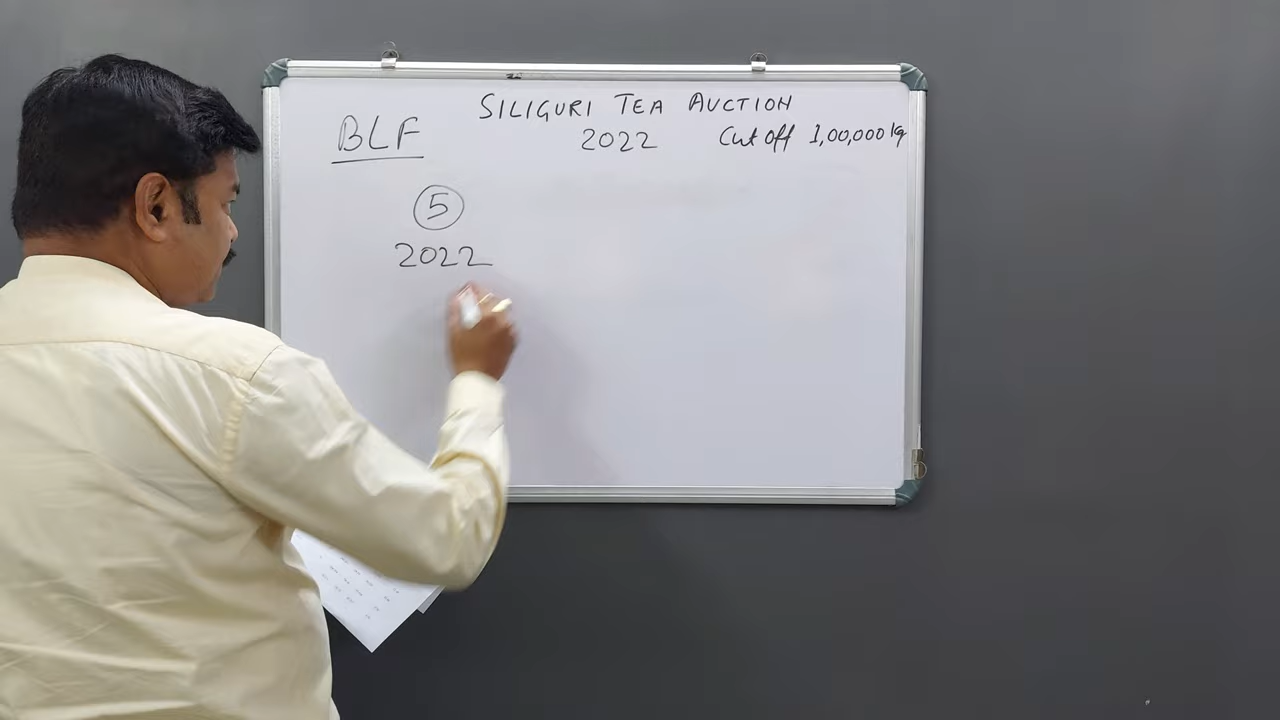 SILIGURI TEA AUCTION
BLF
2022 Cut off 1,00,000 kg
5
2022